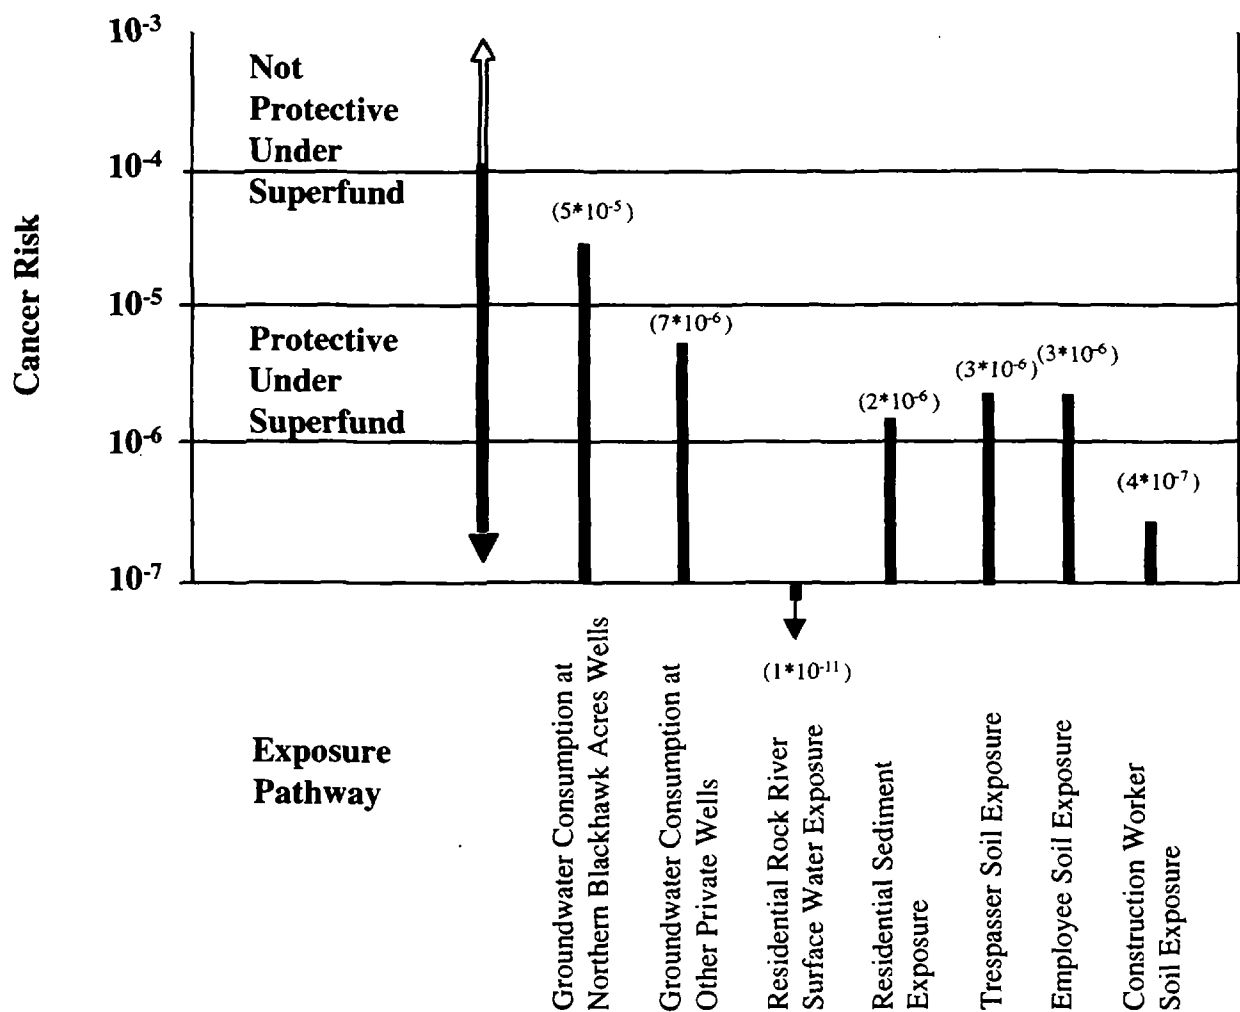 10⁻³
Not
Protective
Under
Superfund
10⁻⁴
(5*10⁻⁵)
Cancer Risk
10⁻⁵
(7*10⁻⁶)
Protective
Under
Superfund
(3*10⁻⁶)
(3*10⁻⁶)
(2*10⁻⁶)
10⁻⁶
(4*10⁻⁷)
10⁻⁷
(1*10⁻¹¹)
Exposure
Pathway
Groundwater Consumption at
Northern Blackhawk Acres Wells
Groundwater Consumption at
Other Private Wells
Residential Rock River
Surface Water Exposure
Residential Sediment
Exposure
Trespasser Soil Exposure
Employee Soil Exposure
Construction Worker
Soil Exposure